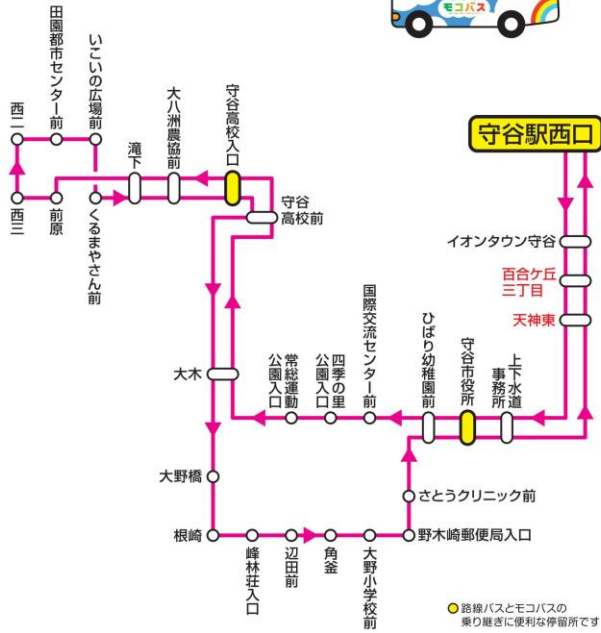 モコバス
守谷駅西口
イオンタウン守谷
百合ケ丘
三丁目
天神東
上下水道
事務所
守谷市役所
ひばり幼稚園前
国際交流センター前
四季の里
公園入口
常総運動
公園入口
大木
守谷
高校前
守谷高校入口
大八洲農協前
滝下
前原
西三
西二
田園都市センター前
いこいの広場前
くるまやさん前
大野橋
根崎
峰林荘入口
辺田前
角釜
大野小学校前
野木崎郵便局入口
さとうクリニック前
路線バスとモコバスの
乗り継ぎに便利な停留所です